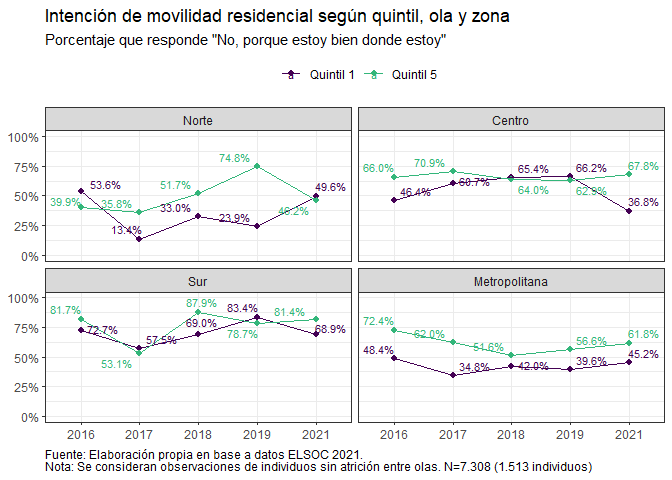 Intención de movilidad residencial según quintil, ola y zona
Porcentaje que responde "No, porque estoy bien donde estoy"
Quintil 1 Quintil 5
Norte Centro
100%
75%
50%
25%
0%
53.6% 13.4% 33.0% 23.9% 49.6%
39.9% 35.8% 51.7% 74.8% 46.2%
46.4% 60.7% 65.4% 66.2% 36.8%
66.0% 70.9% 64.0% 62.9% 67.8%
Sur Metropolitana
100%
75%
50%
25%
0%
72.7% 57.5% 69.0% 83.4% 68.9%
81.7% 53.1% 87.9% 78.7% 81.4%
48.4% 34.8% 42.0% 39.6% 45.2%
72.4% 62.0% 51.6% 56.6% 61.8%
2016 2017 2018 2019 2021 2016 2017 2018 2019 2021
Fuente: Elaboración propia en base a datos ELSOC 2021.
Nota: Se consideran observaciones de individuos sin atrición entre olas. N=7.308 (1.513 individuos)